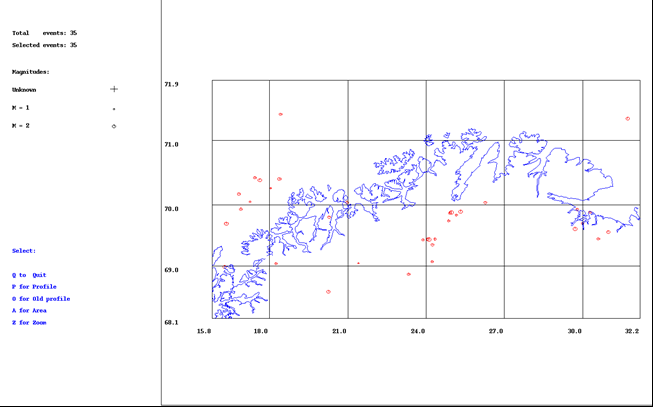 Total events: 35
Selected events: 35
Magnitudes:
Unknown
M = 1
M = 2
Select:
Q to Quit
P for Profile
O for Old profile
A for Area
Z for Zoom
71.9
71.0
70.0
69.0
68.1
15.0 18.0 21.0 24.0 27.0 30.0 32.2